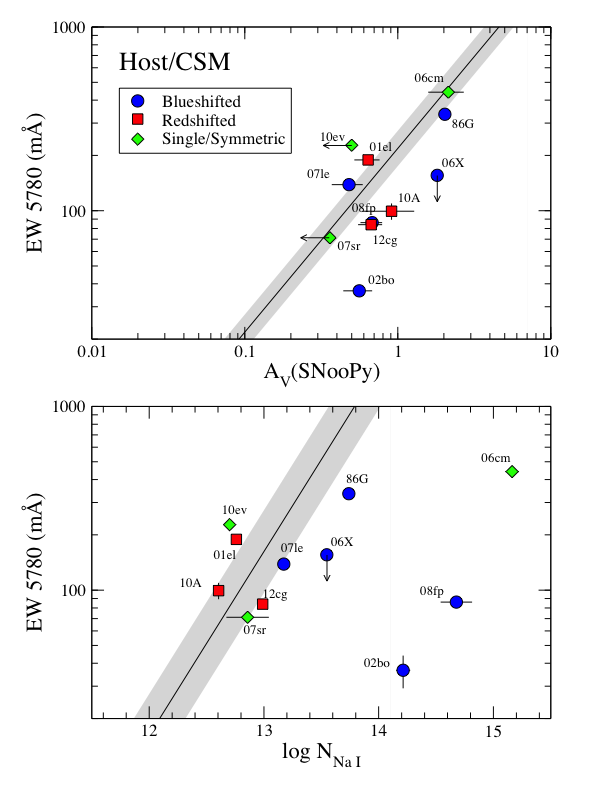 1000
Host/CSM
Blueshifted
Redshifted
Single/Symmetric
06cm
86G
10ev
01el
06X
07le
10A
08fp
12cg
07sr
02bo
100
EW 5780 (mÅ)
0.01 0.1 1 10
A_V(SNooPy)
1000
06cm
86G
10ev
01el
07le
06X
10A
12cg
08fp
07sr
02bo
100
EW 5780 (mÅ)
12 13 14 15
log N_Na I